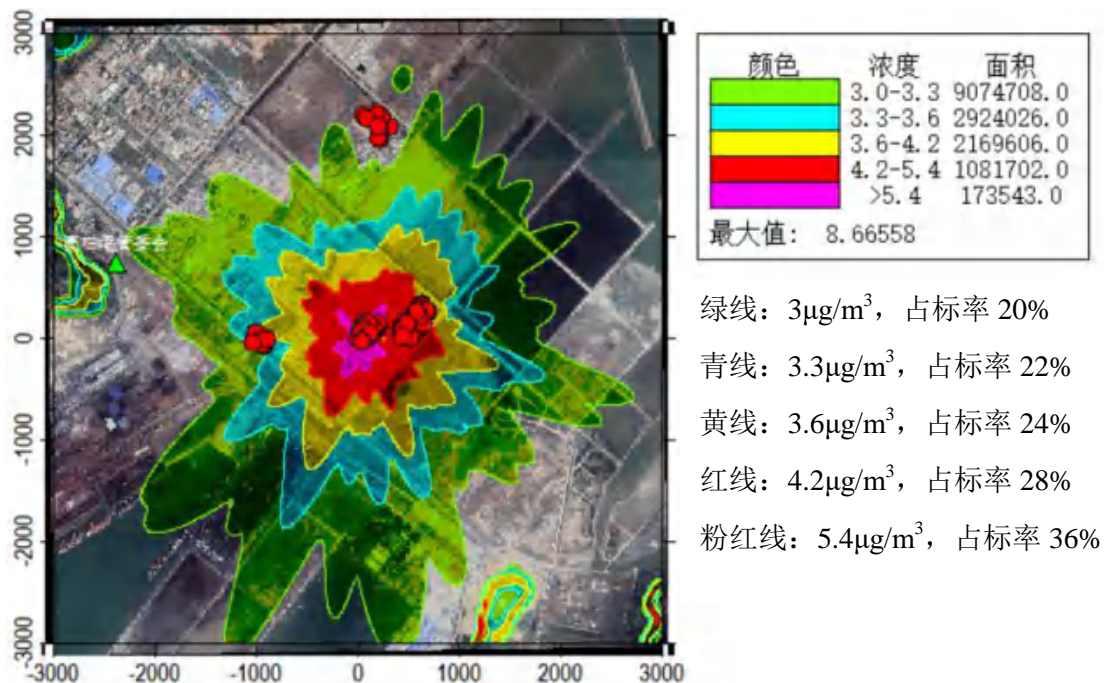 3000
2000
1000
0
-1000
-2000
-3000
-3000 -2000 -1000 0 1000 2000 3000
颜色 浓度 面积
3.0-3.3 9074708.0
3.3-3.6 2924026.0
3.6-4.2 2169606.0
4.2-5.4 1081702.0
>5.4 173543.0
最大值: 8.66558
绿线：3μg/m³，占标率 20%
青线：3.3μg/m³，占标率 22%
黄线：3.6μg/m³，占标率 24%
红线：4.2μg/m³，占标率 28%
粉红线：5.4μg/m³，占标率 36%